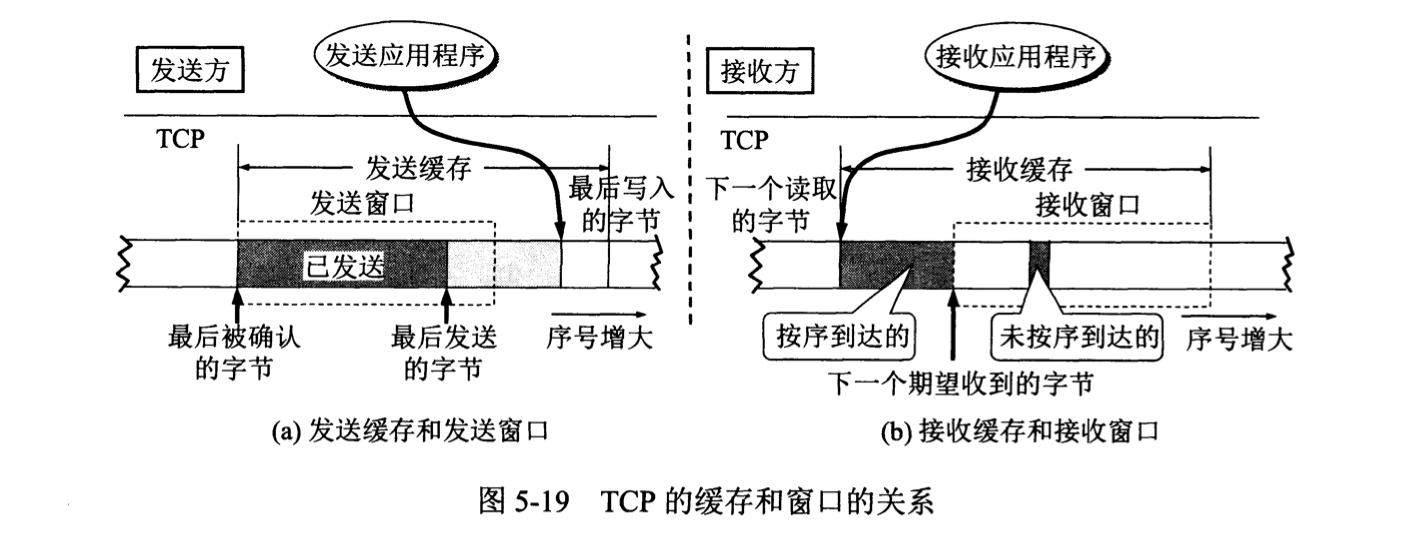 发送方
发送应用程序
TCP
发送缓存
发送窗口
最后写入
的字节
已发送
最后被确认
的字节
最后发送
的字节
序号增大
(a) 发送缓存和发送窗口
接收方
接收应用程序
TCP
接收缓存
下一个读取
的字节
接收窗口
按序到达的
未按序到达的
序号增大
下一个期望收到的字节
(b) 接收缓存和接收窗口
图 5-19 TCP 的缓存和窗口的关系